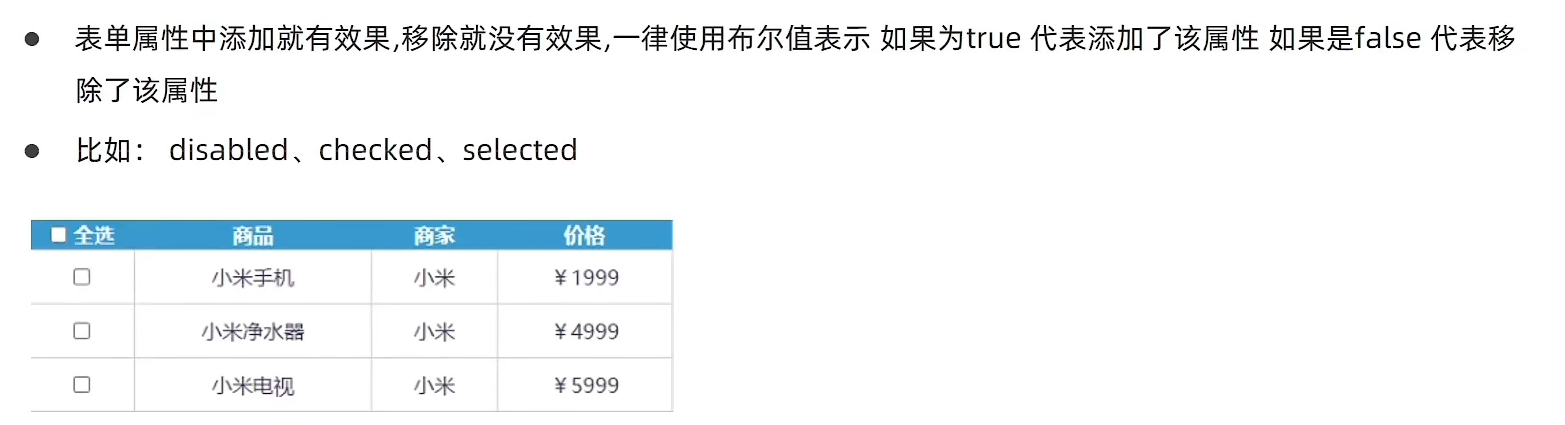 ● 表单属性中添加就有效果,移除就没有效果,一律使用布尔值表示 如果为true 代表添加了该属性 如果是false 代表移
除了该属性
● 比如： disabled、checked、selected
全选 商品 商家 价格
小米手机 小米 ￥1999
小米净水器 小米 ￥4999
小米电视 小米 ￥5999